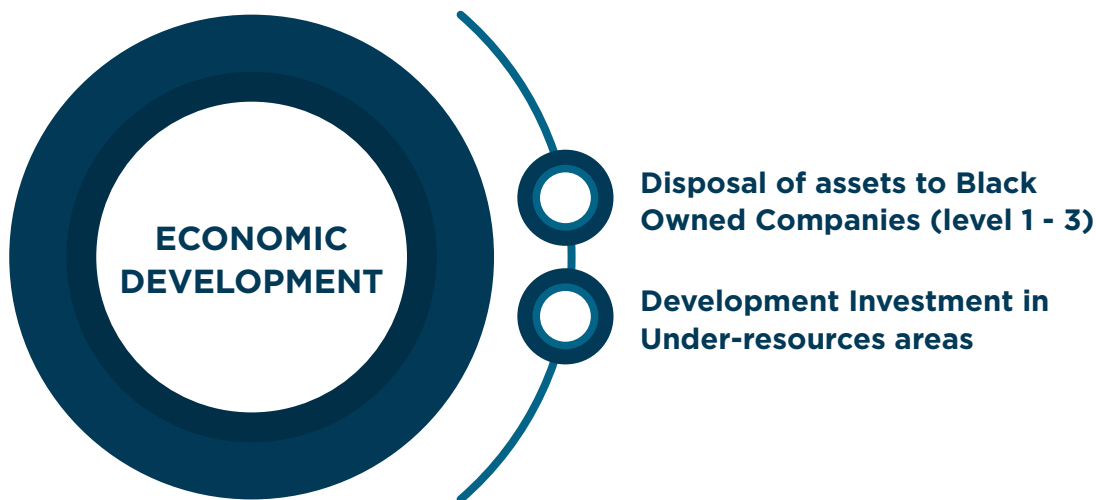 ECONOMIC
DEVELOPMENT
Disposal of assets to Black
Owned Companies (level 1 - 3)
Development Investment in
Under-resources areas